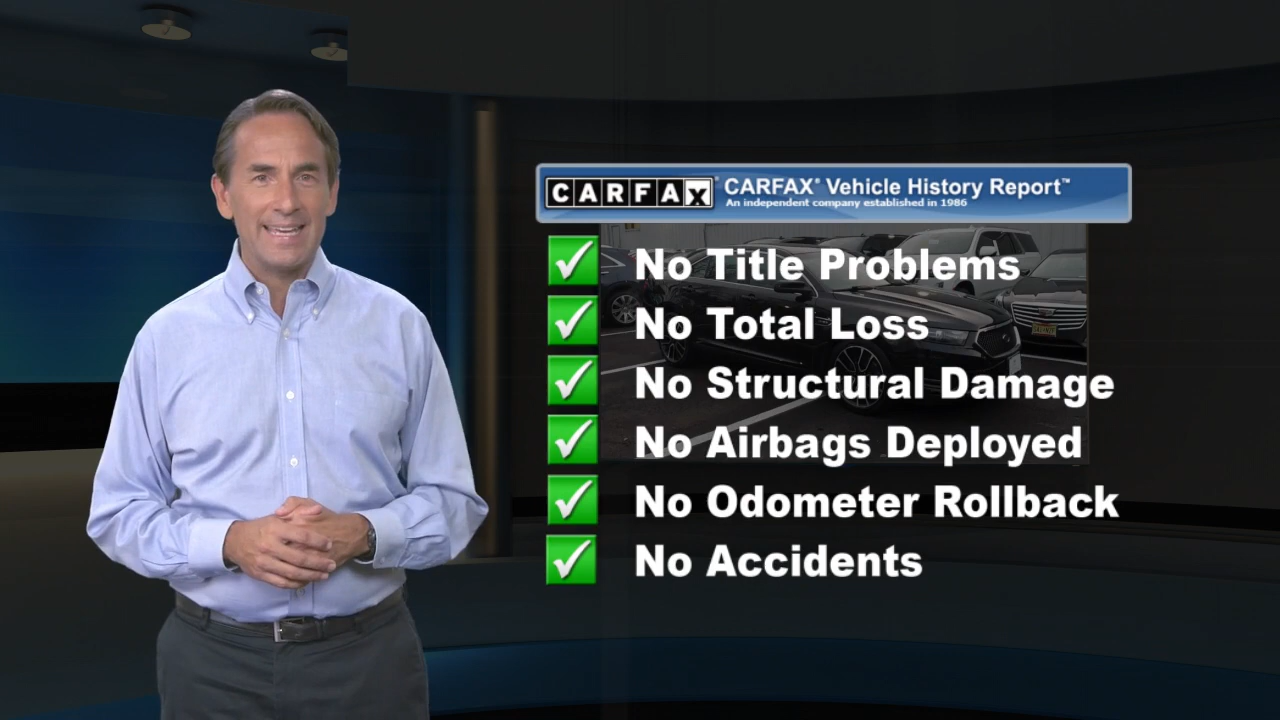 CARFAX® CARFAX® Vehicle History Report™
An independent company established in 1986
No Title Problems
No Total Loss
No Structural Damage
No Airbags Deployed
No Odometer Rollback
No Accidents